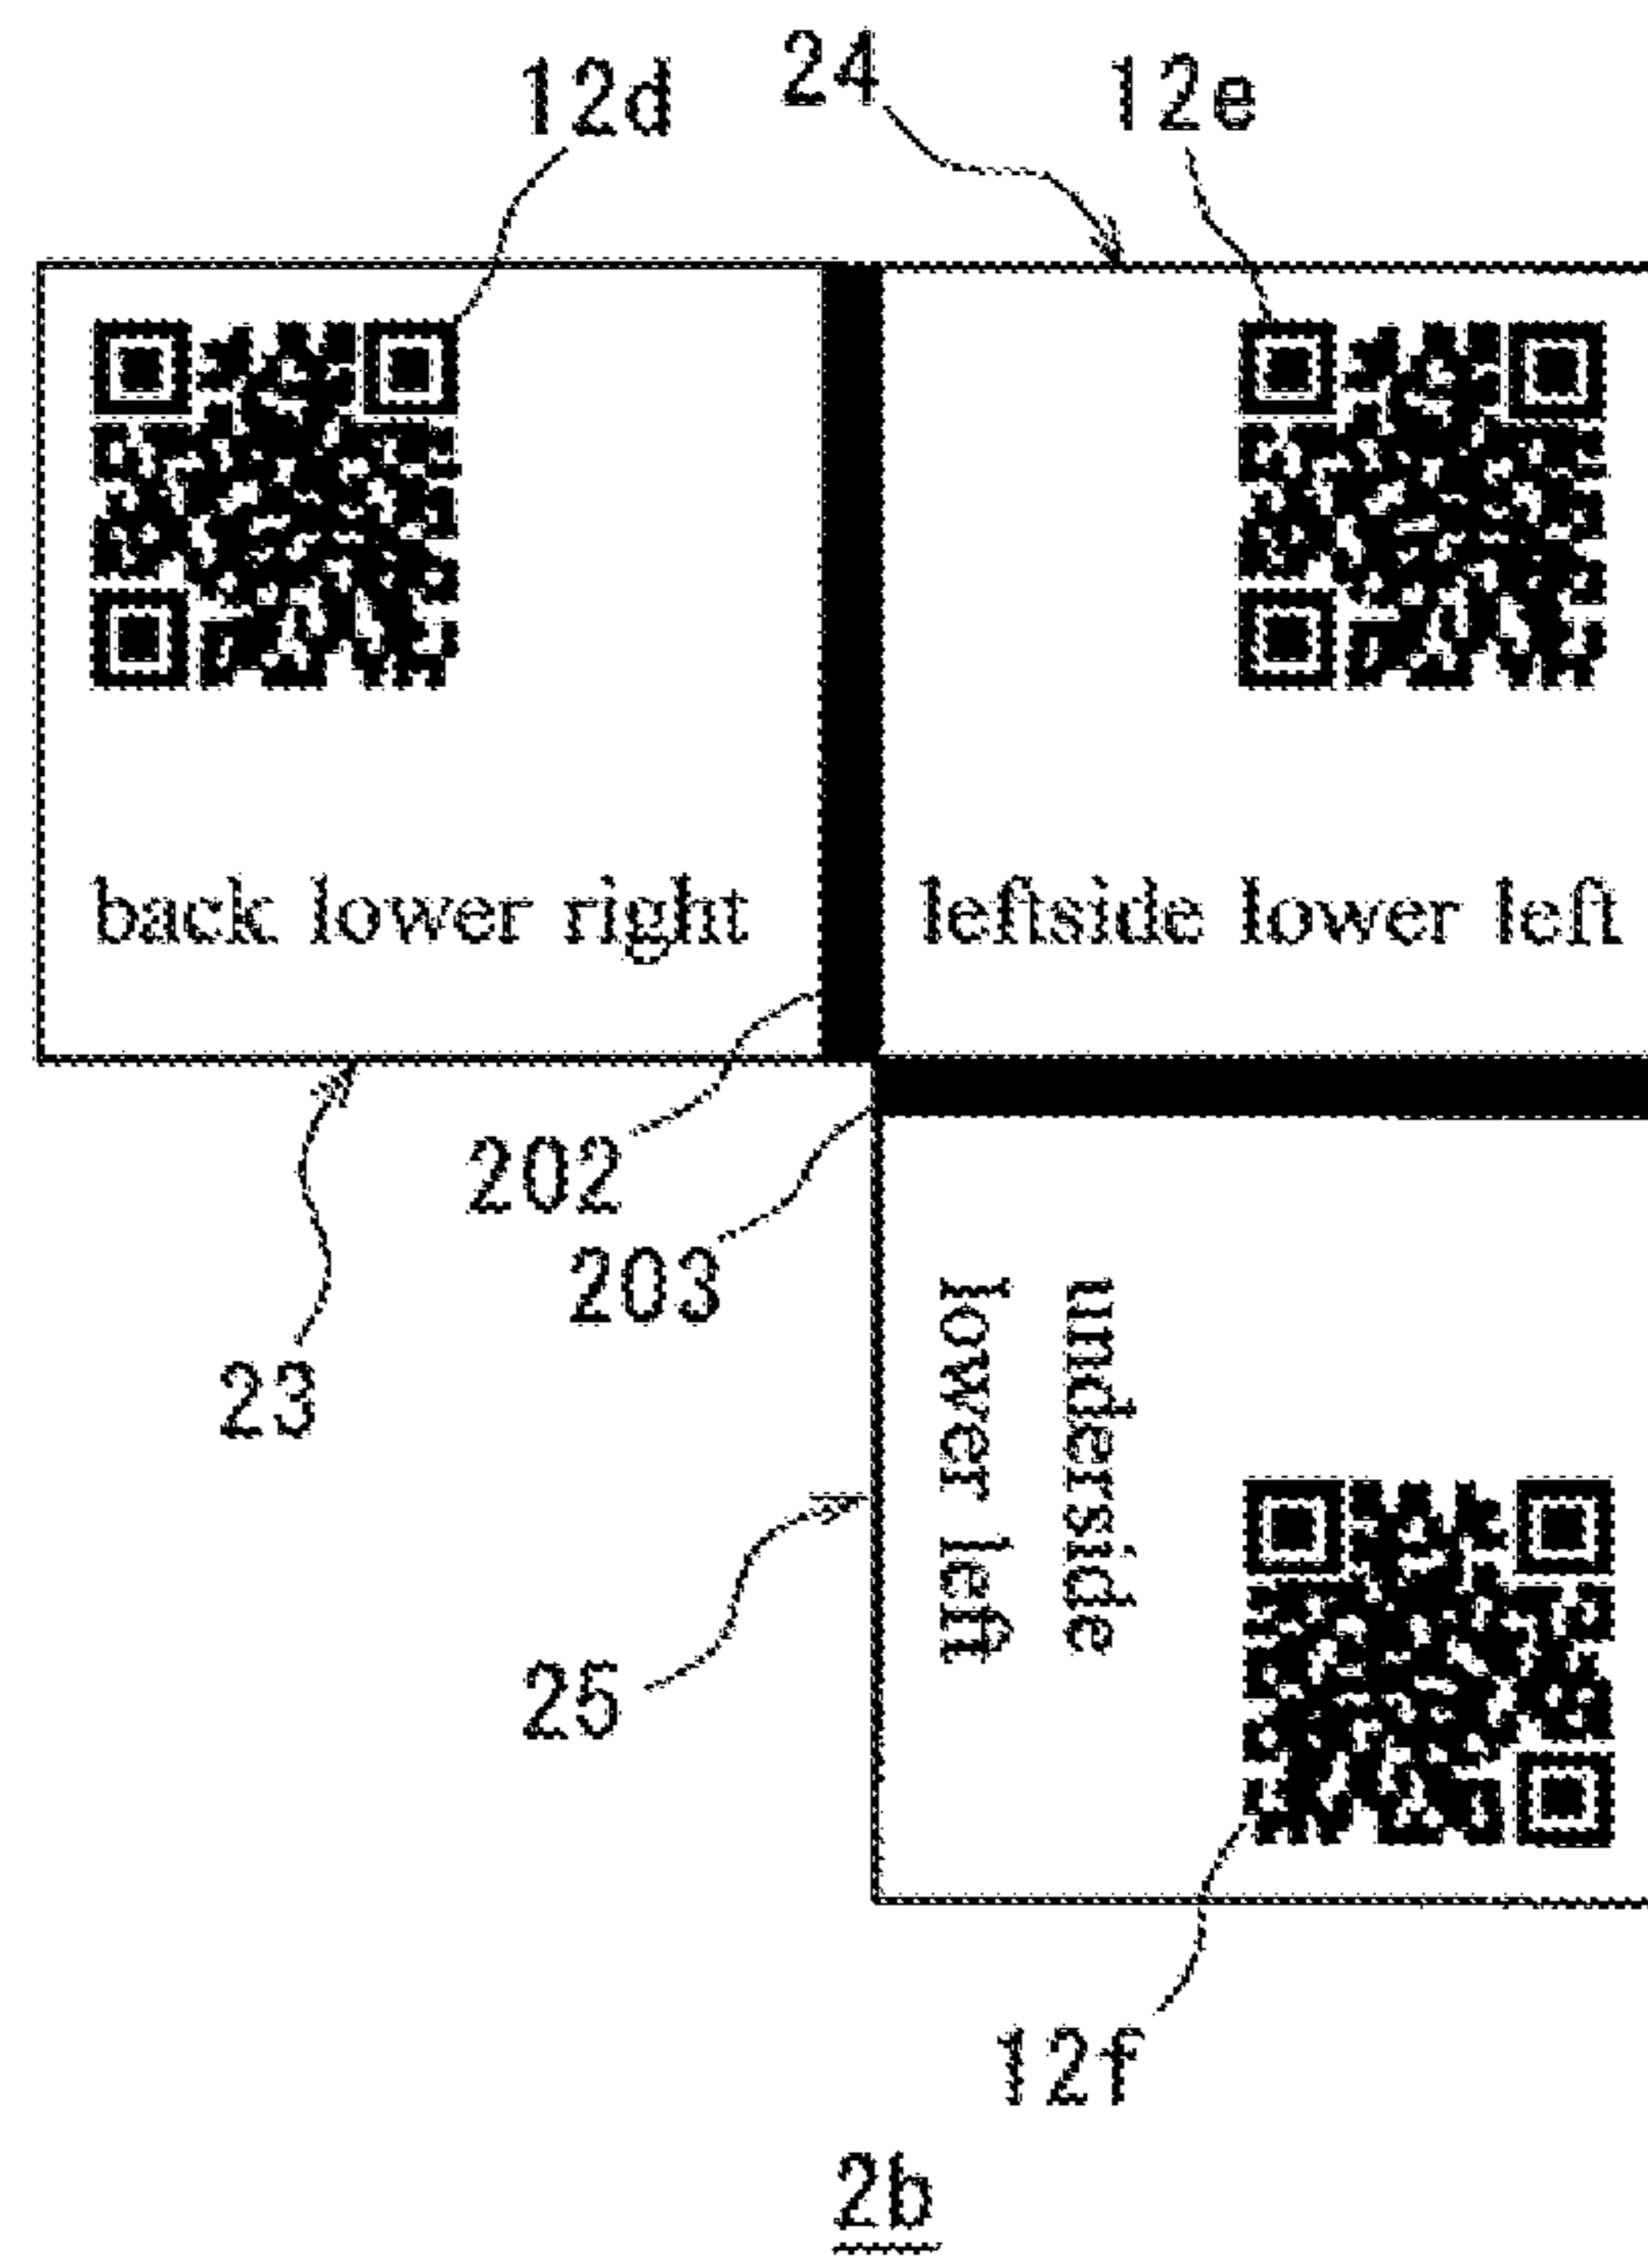 12d
24
12e
back lower right
leftside lower left
202
203
23
underside
lower left
25
12f
2b